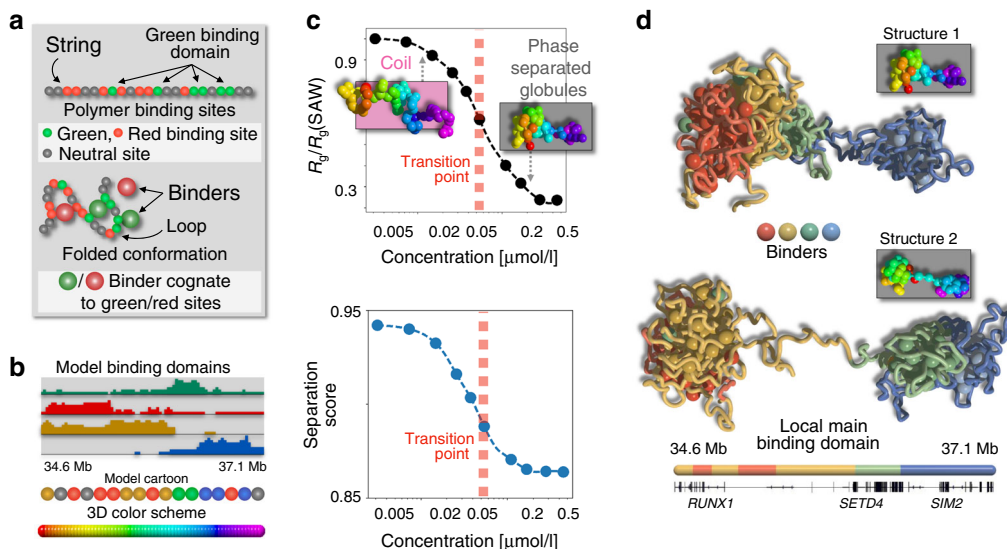 a
String
Green binding
domain
Polymer binding sites
Green, Red binding site
Neutral site
Binders
Loop
Folded conformation
/ Binder cognate
to green/red sites
b
Model binding domains
34.6 Mb 37.1 Mb
Model cartoon
3D color scheme
c
0.9
0.3
Rg/Rg(SAW)
Coil
Phase
separated
globules
Transition
point
0.005 0.02 0.05 0.2 0.5
Concentration [μmol/l]
0.95
0.85
Separation
score
Transition
point
0.005 0.02 0.05 0.2 0.5
Concentration [μmol/l]
d
Structure 1
Binders
Structure 2
Local main
binding domain
34.6 Mb 37.1 Mb
RUNX1 SETD4 SIM2